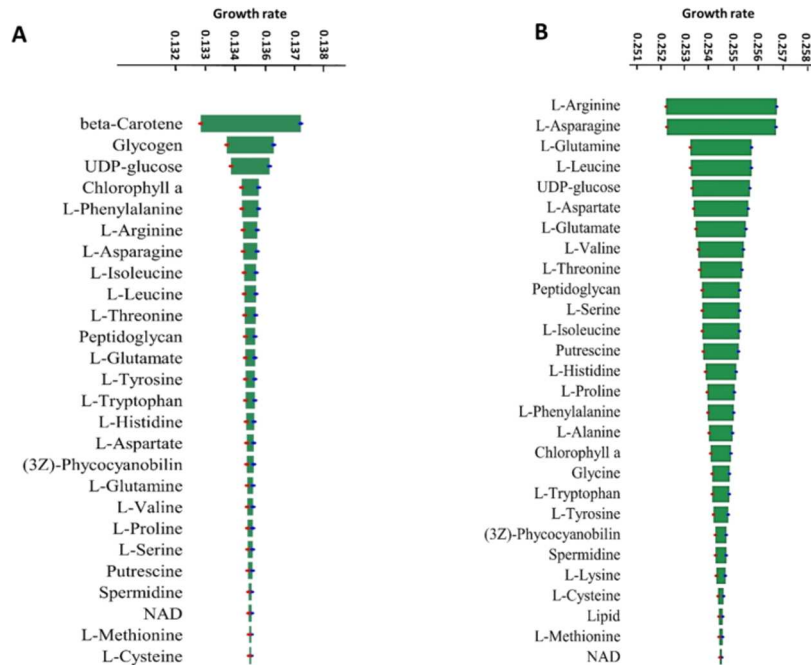 A
Growth rate
0.132
0.133
0.134
0.136
0.137
0.138
beta-Carotene
Glycogen
UDP-glucose
Chlorophyll a
L-Phenylalanine
L-Arginine
L-Asparagine
L-Isoleucine
L-Leucine
L-Threonine
Peptidoglycan
L-Glutamate
L-Tyrosine
L-Tryptophan
L-Histidine
L-Aspartate
(3Z)-Phycocyanobilin
L-Glutamine
L-Valine
L-Proline
L-Serine
Putrescine
Spermidine
NAD
L-Methionine
L-Cysteine
B
Growth rate
0.251
0.252
0.253
0.254
0.255
0.256
0.257
0.258
L-Arginine
L-Asparagine
L-Glutamine
L-Leucine
UDP-glucose
L-Aspartate
L-Glutamate
L-Valine
L-Threonine
Peptidoglycan
L-Serine
L-Isoleucine
Putrescine
L-Histidine
L-Proline
L-Phenylalanine
L-Alanine
Chlorophyll a
Glycine
L-Tryptophan
L-Tyrosine
(3Z)-Phycocyanobilin
Spermidine
L-Lysine
L-Cysteine
Lipid
L-Methionine
NAD